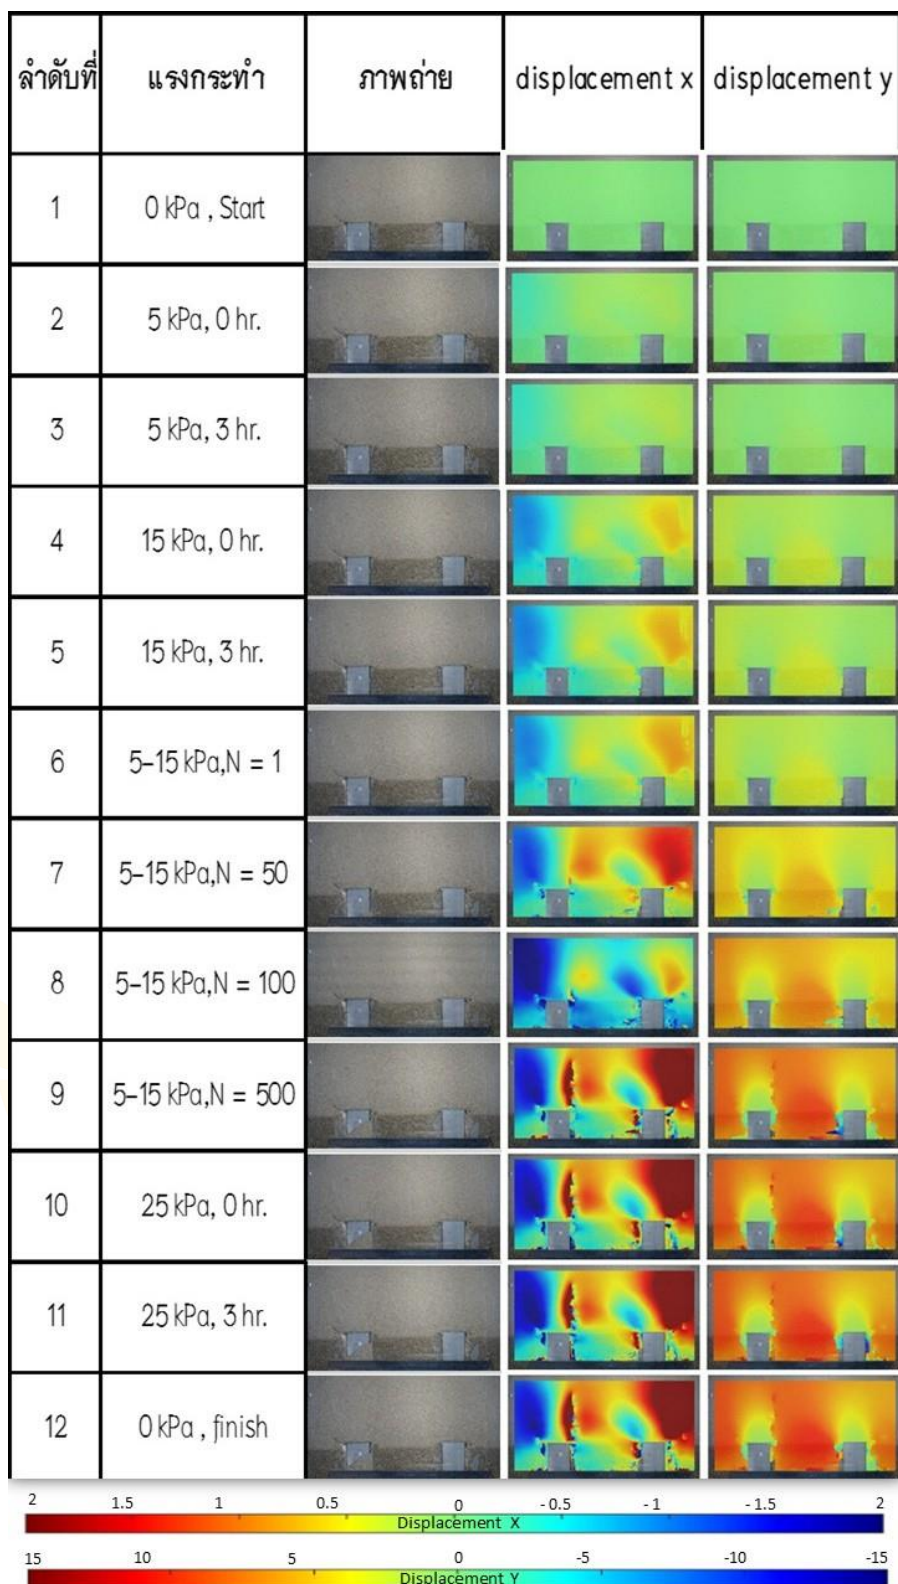 ลำดับที่ แรงกระทำ ภาพถ่าย displacement x displacement y
1 0 kPa , Start
2 5 kPa, 0 hr.
3 5 kPa, 3 hr.
4 15 kPa, 0 hr.
5 15 kPa, 3 hr.
6 5-15 kPa,N = 1
7 5-15 kPa,N = 50
8 5-15 kPa,N = 100
9 5-15 kPa,N = 500
10 25 kPa, 0 hr.
11 25 kPa, 3 hr.
12 0 kPa , finish
2 1.5 1 0.5 0 -0.5 -1 -1.5 2
Displacement X
15 10 5 0 -5 -10 -15
Displacement Y